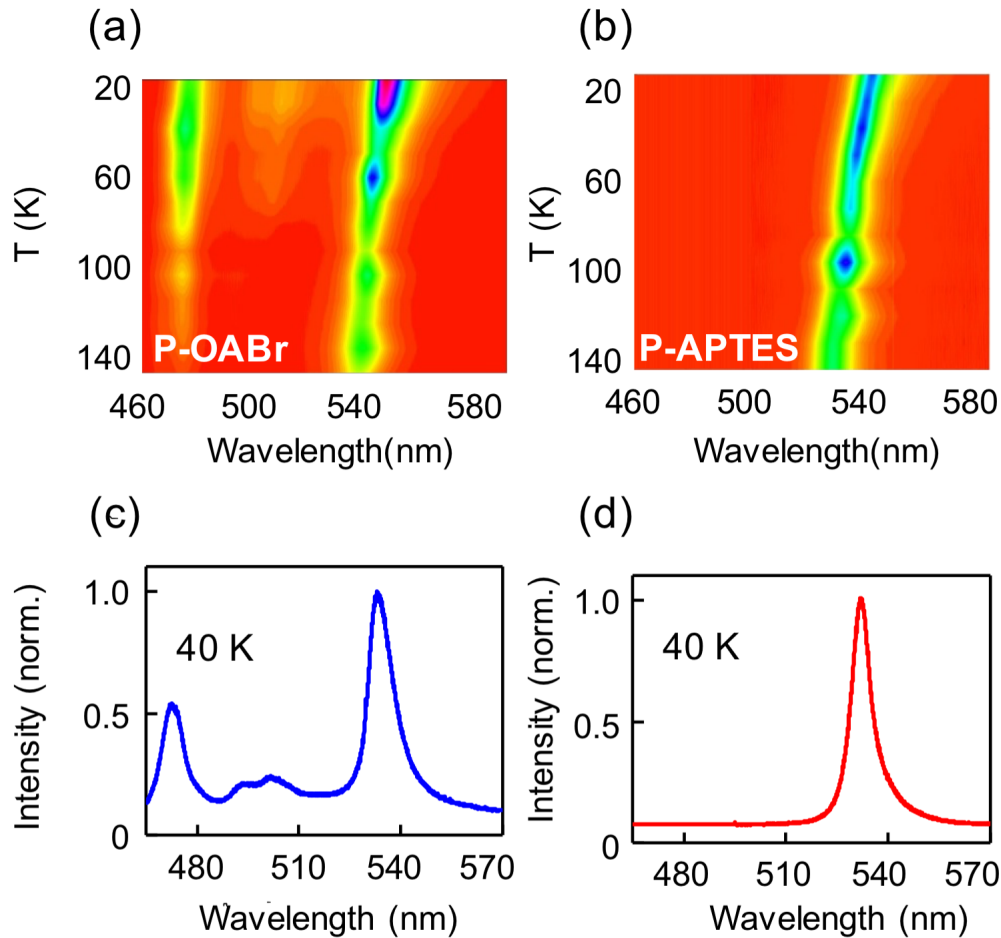 (a)
(b)
T (K)
20
60
100
140
P-OABr
460
500
540
580
Wavelength(nm)
T (K)
20
60
100
140
P-APTES
460
500
540
580
Wavelength(nm)
(c)
(d)
Intensity (norm.)
1.0
0.5
0
40 K
480
510
540
570
Wavelength (nm)
Intensity (norm.)
1.0
0.5
0
40 K
480
510
540
570
Wavelength (nm)